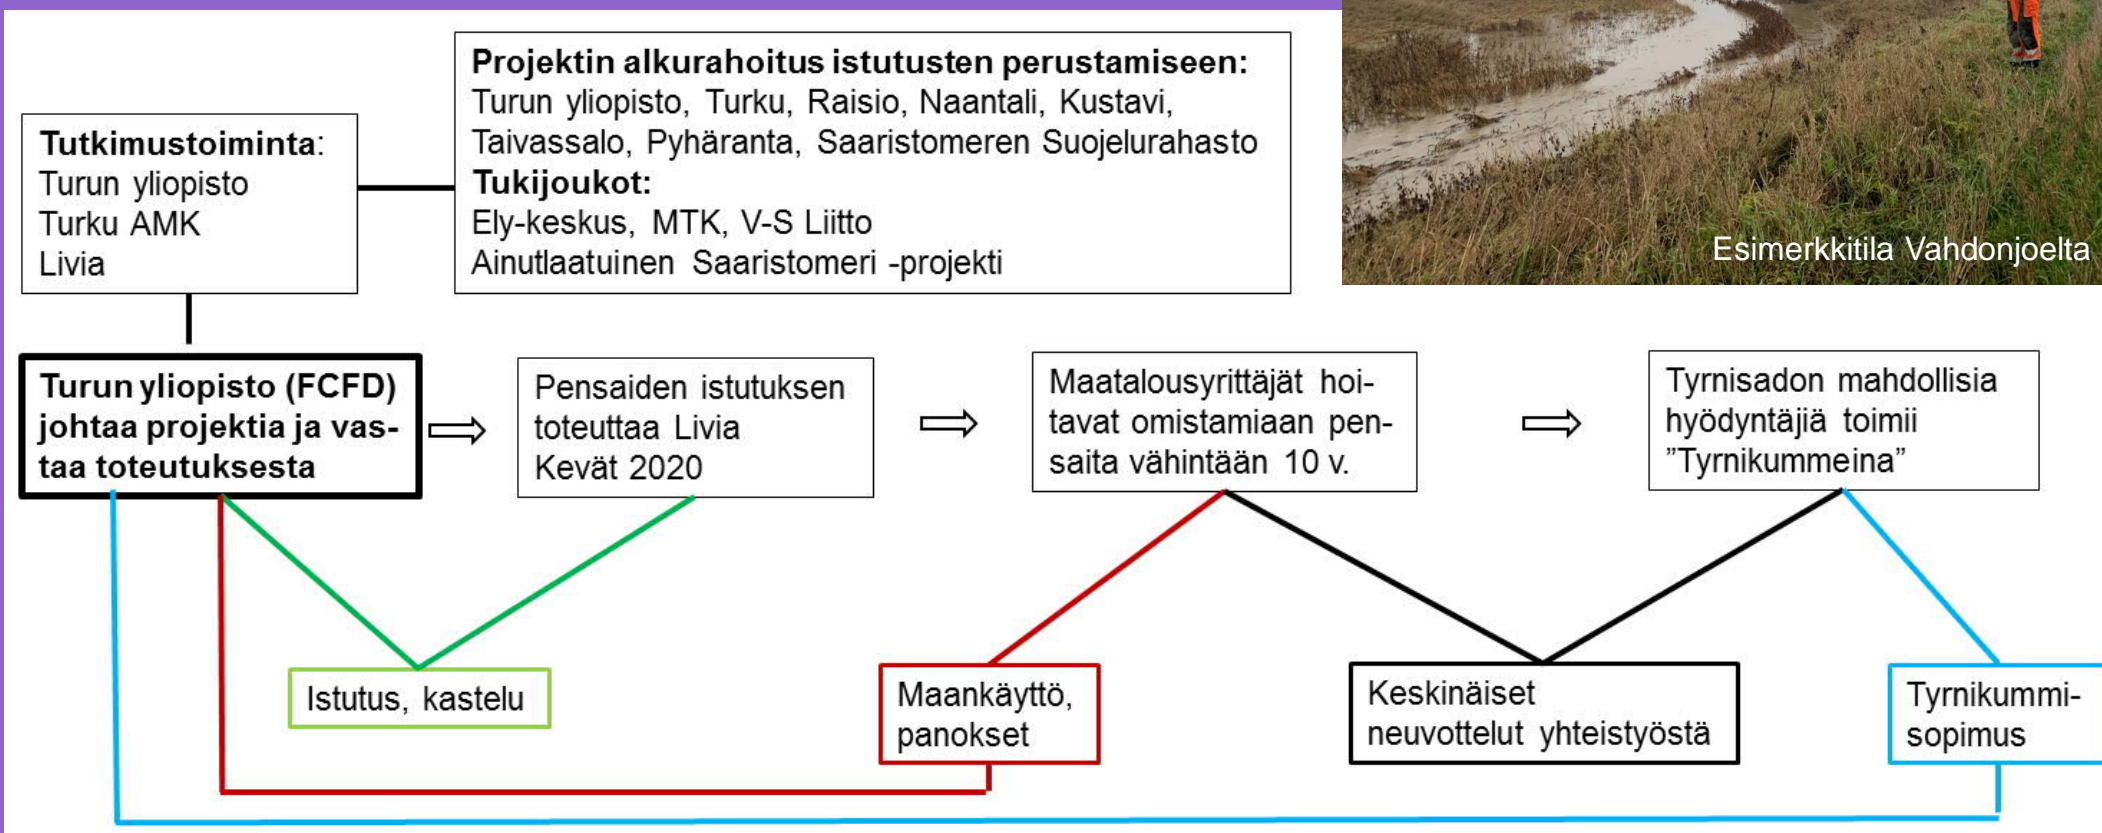 Projektin alkurahoitus istutusten perustamiseen:
Turun yliopisto, Turku, Raisio, Naantali, Kustavi,
Taivassalo, Pyhäranta, Saaristomeren Suojelurahasto
Tukijoukot:
Ely-keskus, MTK, V-S Liitto
Ainutlaatuinen Saaristomeri -projekti
Tutkimustoiminta:
Turun yliopisto
Turku AMK
Livia
Esimerkkitila Vahdonjoelta
Turun yliopisto (FCFD)
johtaa projektia ja vas-
taa toteutuksesta
Pensaiden istutuksen
toteuttaa Livia
Kevät 2020
Maatalousyrittäjät hoi-
tavat omistamiaan pen-
saita vähintään 10 v.
Tyrnisadon mahdollisia
hyödyntäjiä toimii
”Tyrnikummeina”
Istutus, kastelu
Maankäyttö,
panokset
Keskinäiset
neuvottelut yhteistyöstä
Tyrnikummi-
sopimus